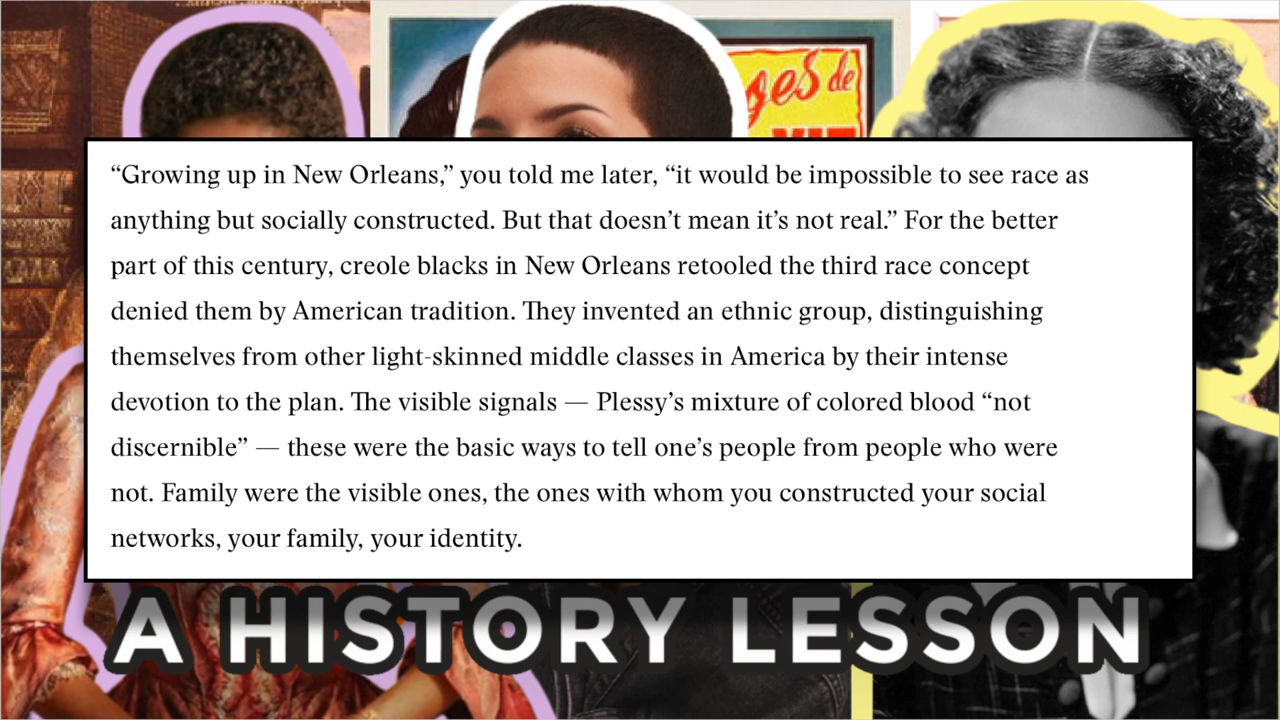 ges de
VIE
“Growing up in New Orleans,” you told me later, “it would be impossible to see race as
anything but socially constructed. But that doesn’t mean it’s not real.” For the better
part of this century, creole blacks in New Orleans retooled the third race concept
denied them by American tradition. They invented an ethnic group, distinguishing
themselves from other light-skinned middle classes in America by their intense
devotion to the plan. The visible signals — Plessy’s mixture of colored blood “not
discernible” — these were the basic ways to tell one’s people from people who were
not. Family were the visible ones, the ones with whom you constructed your social
networks, your family, your identity.
A HISTORY LESSON